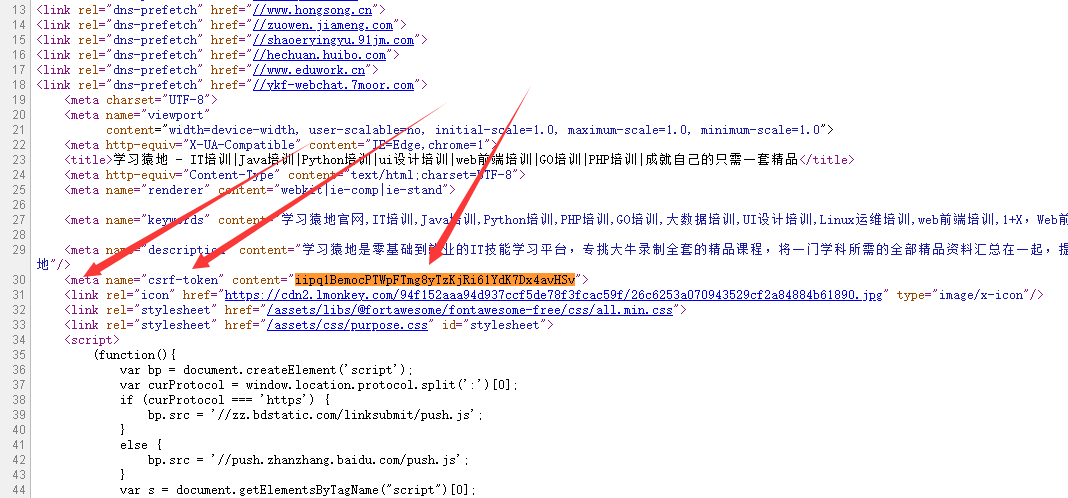 13 <link rel="dns-prefetch" href="//www.hongsong.cn">
14 <link rel="dns-prefetch" href="//zuowen.jiameng.com">
15 <link rel="dns-prefetch" href="//shaoeryingyu.91jm.com">
16 <link rel="dns-prefetch" href="//hechuan.huibo.com">
17 <link rel="dns-prefetch" href="//www.eduwork.cn">
18 <link rel="dns-prefetch" href="//ykf-webchat.7moor.com">
19 <meta charset="UTF-8">
20 <meta name="viewport"
21 content="width=device-width, user-scalable=no, initial-scale=1.0, maximum-scale=1.0, minimum-scale=1.0">
22 <meta http-equiv="X-UA-Compatible" content="IE=Edge,chrome=1">
23 <title>学习猿地 - IT培训|Java培训|Python培训|ui设计培训|web前端培训|GO培训|PHP培训|成就自己的只需一套精品</title>
24 <meta http-equiv="Content-Type" content="text/html;charset=UTF-8">
25 <meta name="renderer" content="webkit|ie-comp|ie-stand">
26
27 <meta name="keywords" content="学习猿地官网,IT培训,Java培训,Python培训,PHP培训,GO培训,大数据培训,UI设计培训,Linux运维培训,web前端培训,1+X, Web前
28
29 <meta name="description" content="学习猿地是零基础到就业的IT技能学习平台，专挑大牛录制全套的精品课程，将一门学科所需的全部精品资料汇总在一起，提
地"/>
30 <meta name="csrf-token" content="iipq1BemocPTWpFTmg8yTzKjRi61YdK7Dx4avHSv">
31 <link rel="icon" href="https://cdn2.lmonkey.com/94f152aaa94d937ccf5de78f3fcac59f/26c6253a070943529cf2a84884b61890.jpg" type="image/x-icon"/>
32 <link rel="stylesheet" href="/assets/libs/@fortawesome/fontawesome-free/css/all.min.css">
33 <link rel="stylesheet" href="/assets/css/purpose.css" id="stylesheet">
34 <script>
35 (function(){
36 var bp = document.createElement('script');
37 var curProtocol = window.location.protocol.split(':')[0];
38 if (curProtocol === 'https') {
39 bp.src = '//zz.bdstatic.com/linksubmit/push.js';
40 }
41 else {
42 bp.src = '//push.zhanzhang.baidu.com/push.js';
43 }
44 var s = document.getElementsByTagName("script")[0];